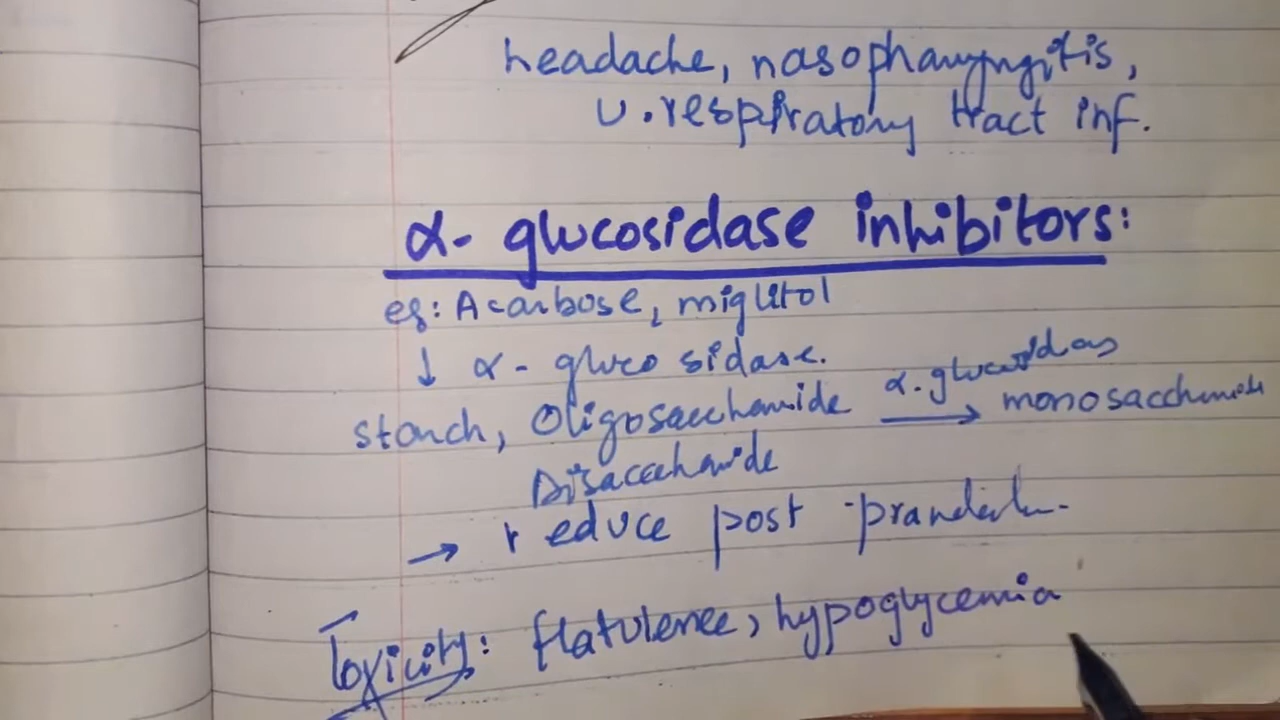 headache, nasopharyngitis,
U. respiratory tract inf.
α- glucosidase inhibitors:
eg: Acarbose, miglitol
↓ α- glucosidase.
starch, Oligosaccharide α-glucosidas → monosaccharide
Disaccharide
→ reduce post-prandial
Toxicity: flatulence, hypoglycemia